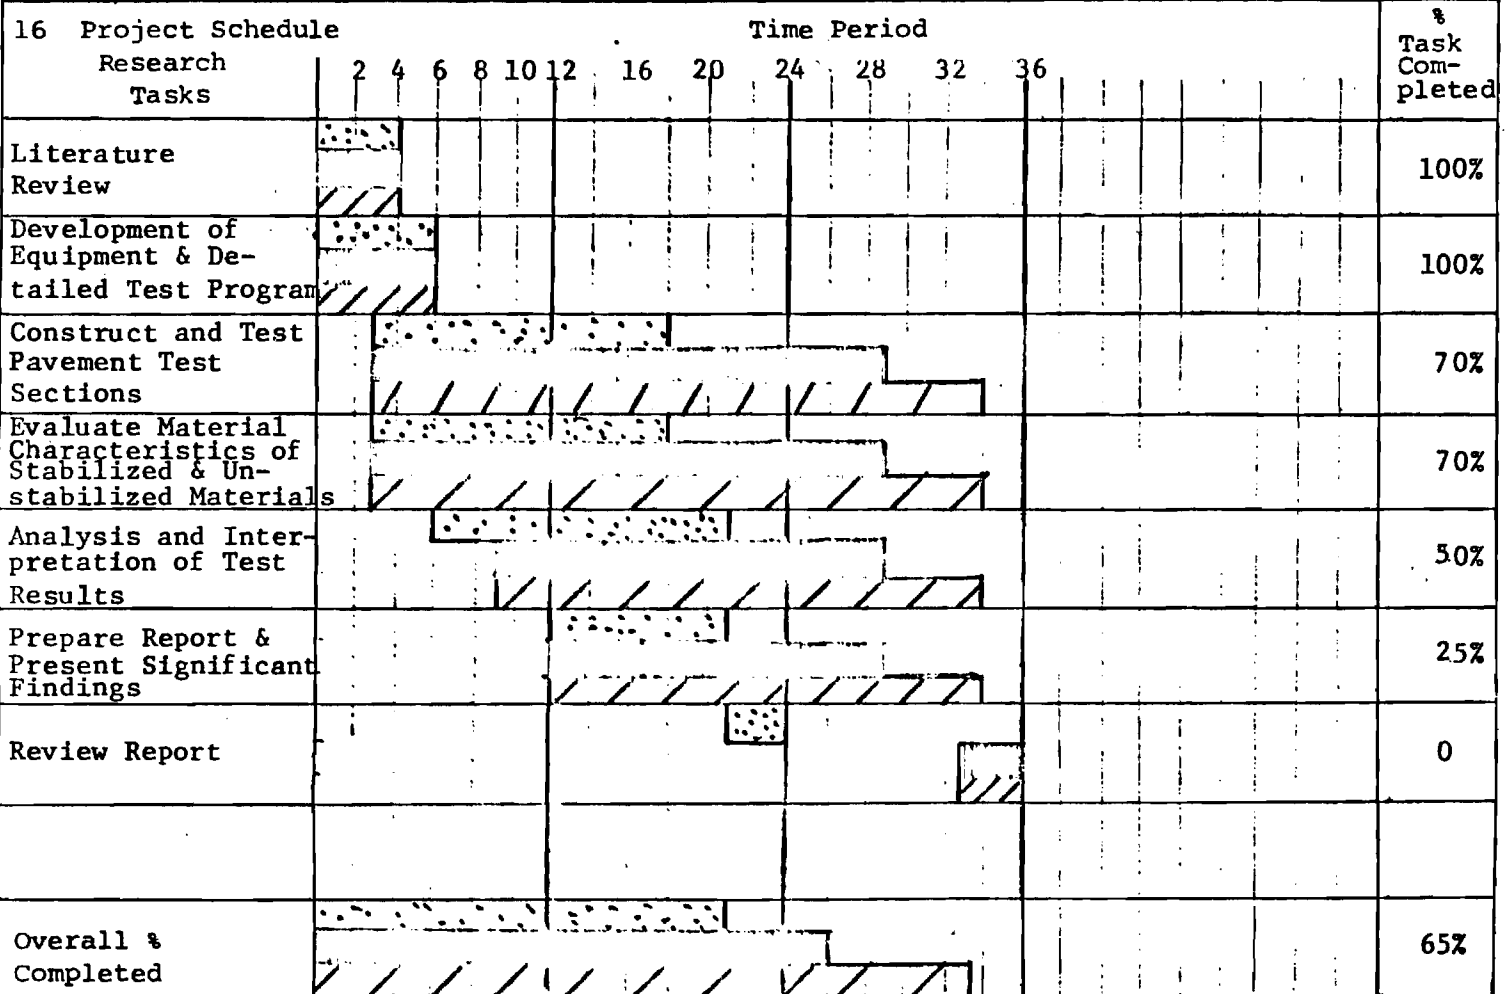 16 Project Schedule
Research
Tasks
Time Period
2 4 6 8 10 12 16 20 24 28 32 36
%
Task
Com-
pleted
Literature
Review
100%
Development of
Equipment & De-
tailed Test Program
100%
Construct and Test
Pavement Test
Sections
70%
Evaluate Material
Characteristics of
Stabilized & Un-
stabilized Materials
70%
Analysis and Inter-
pretation of Test
Results
50%
Prepare Report &
Present Significant
Findings
25%
Review Report
0
Overall %
Completed
65%